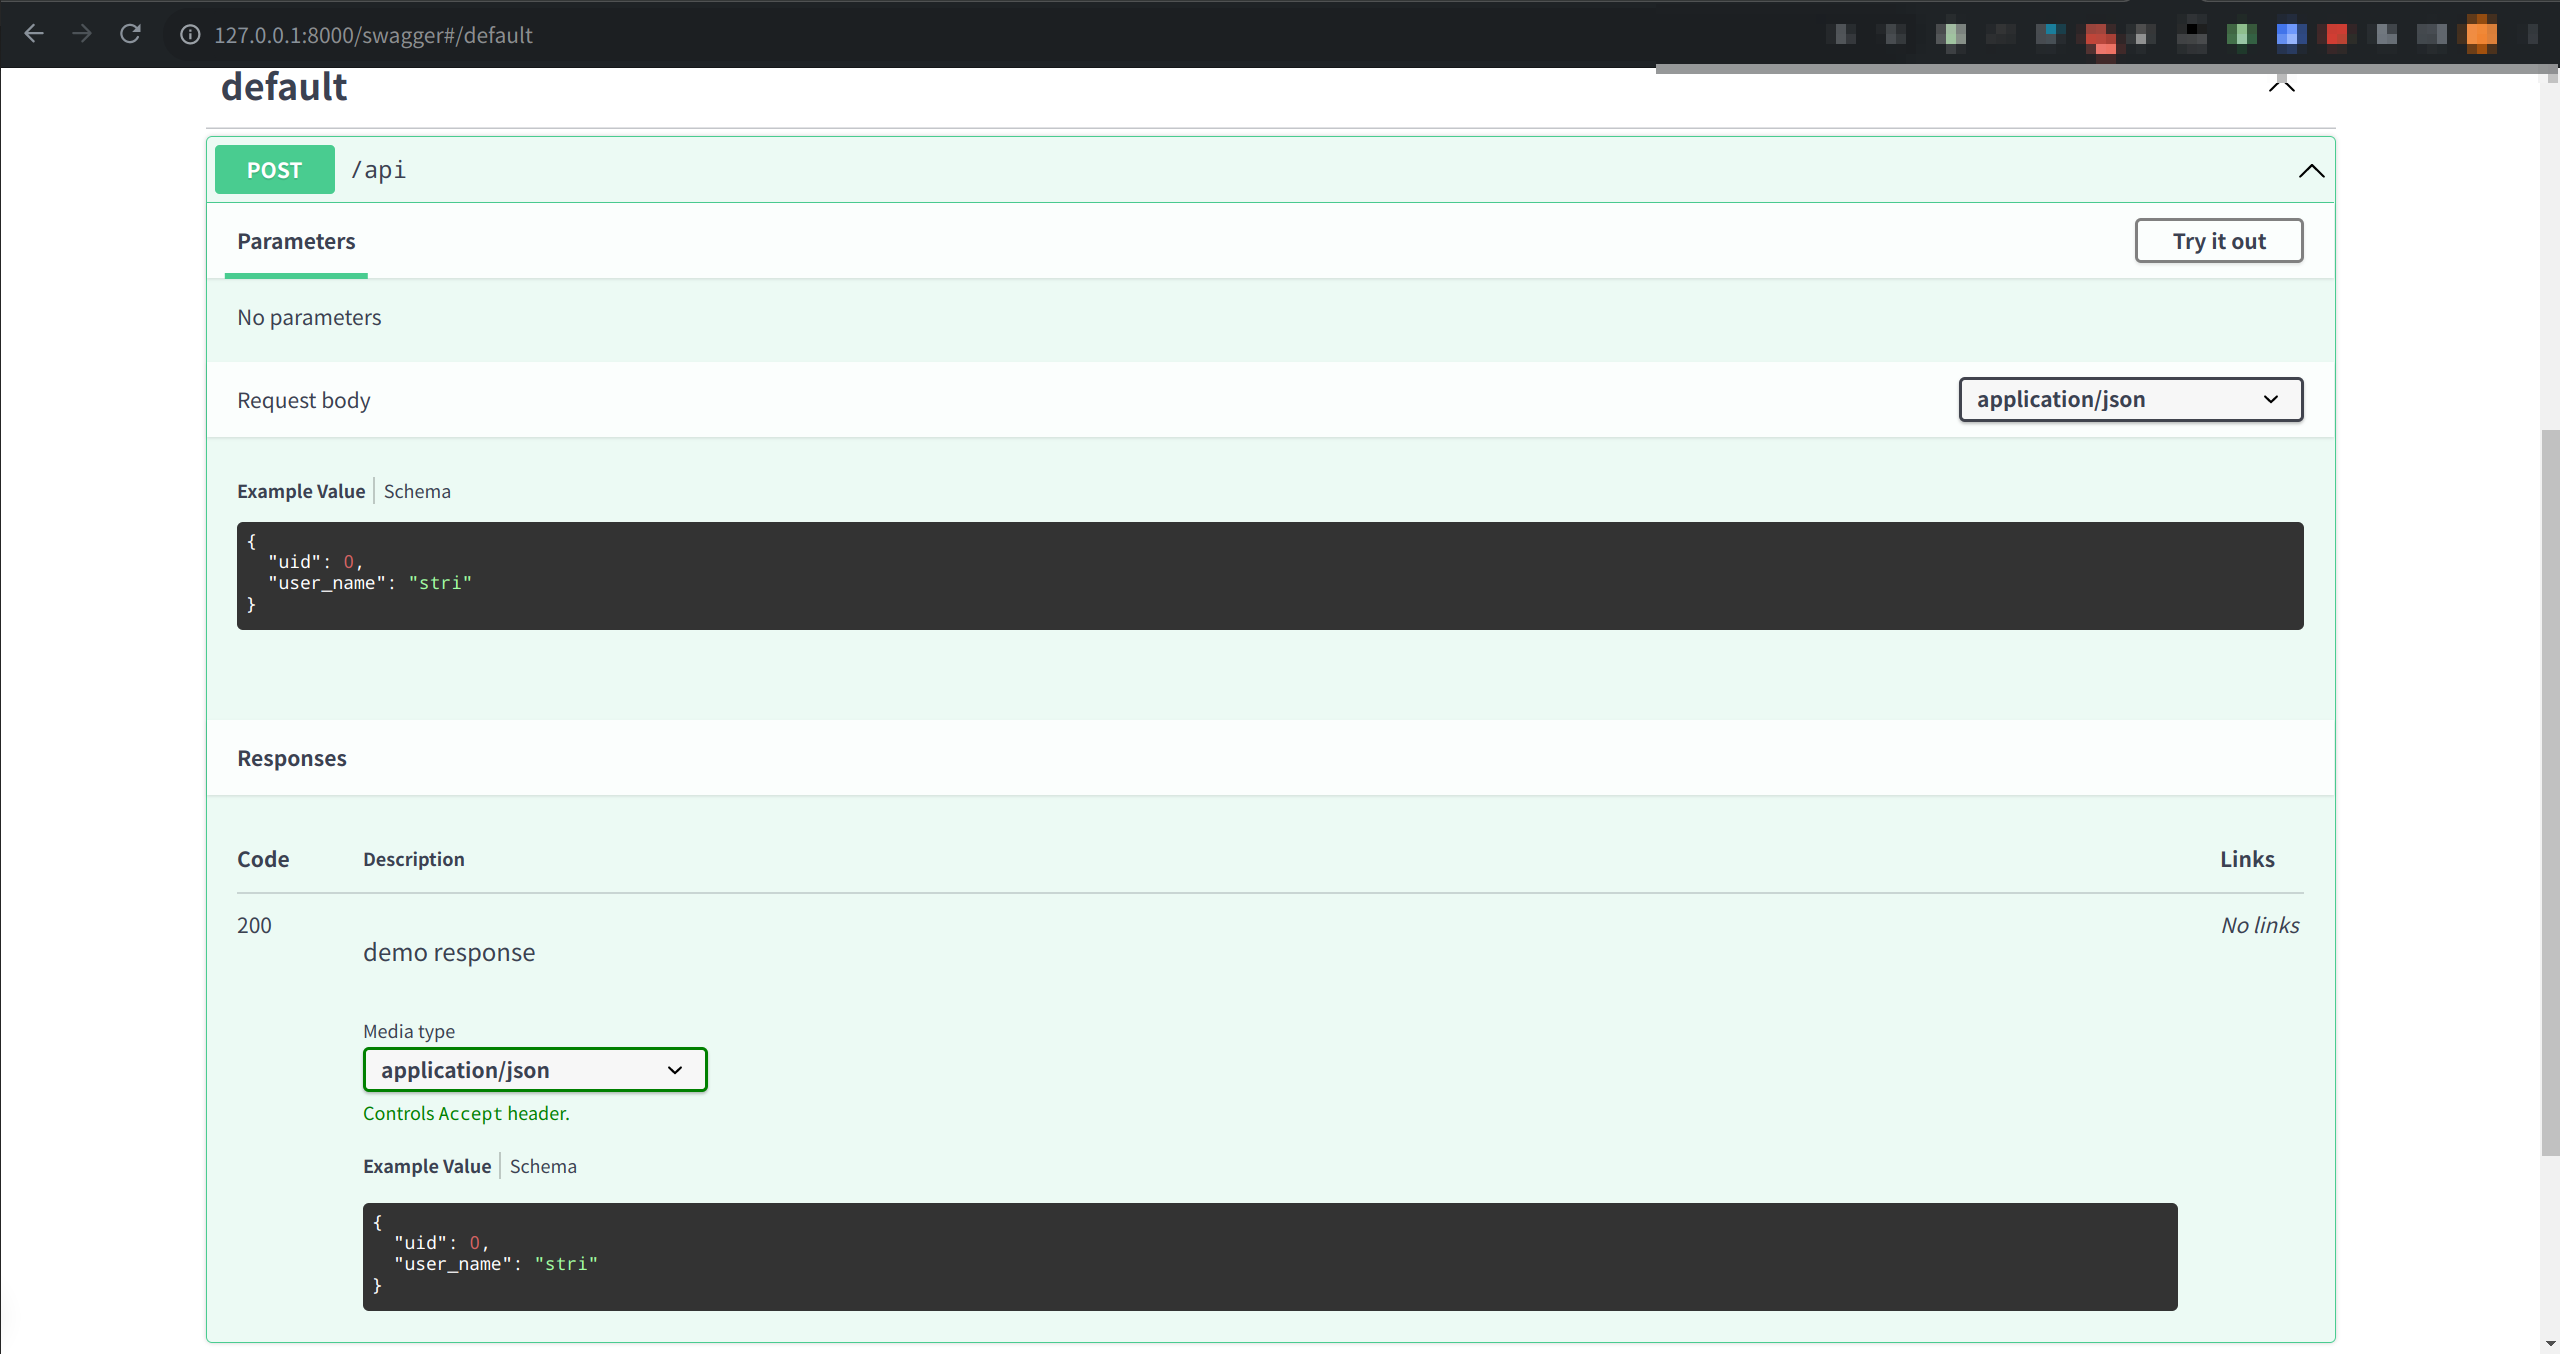 127.0.0.1:8000/swagger#/default
default
POST /api
Parameters
Try it out
No parameters
Request body
application/json
Example Value Schema
{
"uid": 0,
"user_name": "stri"
}
Responses
Code Description Links
200 No links
demo response
Media type
application/json
Controls Accept header.
Example Value Schema
{
"uid": 0,
"user_name": "stri"
}